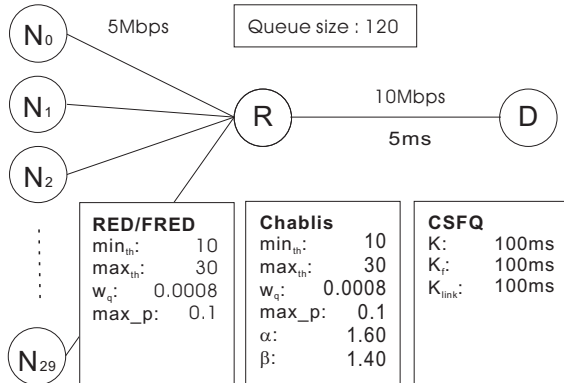 N0
5Mbps
Queue size : 120
N1
R
10Mbps
D
5ms
N2
RED/FRED
minth: 10
maxth: 30
wq: 0.0008
max_p: 0.1
Chablis
minth: 10
maxth: 30
wq: 0.0008
max_p: 0.1
α: 1.60
β: 1.40
CSFQ
K: 100ms
Kf: 100ms
Klink: 100ms
N29